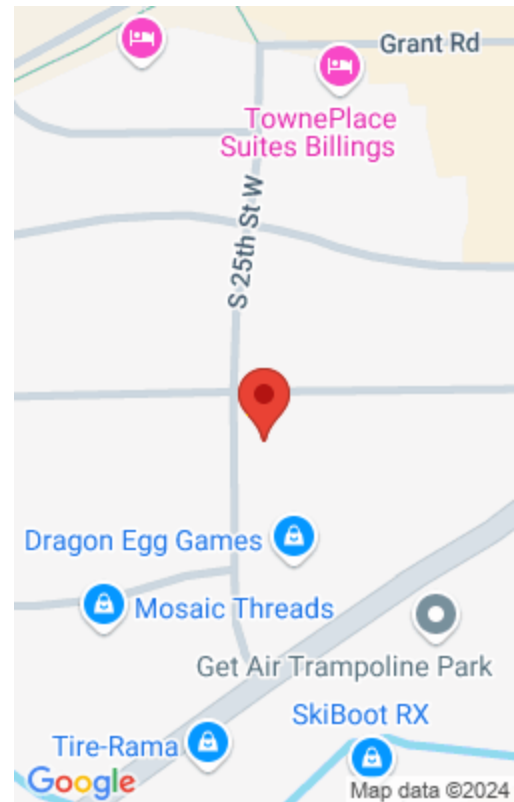 Grant Rd
TownePlace
Suites Billings
S 25th St W
Dragon Egg Games
Mosaic Threads
Get Air Trampoline Park
SkiBoot RX
Tire-Rama
Google
Map data ©2024